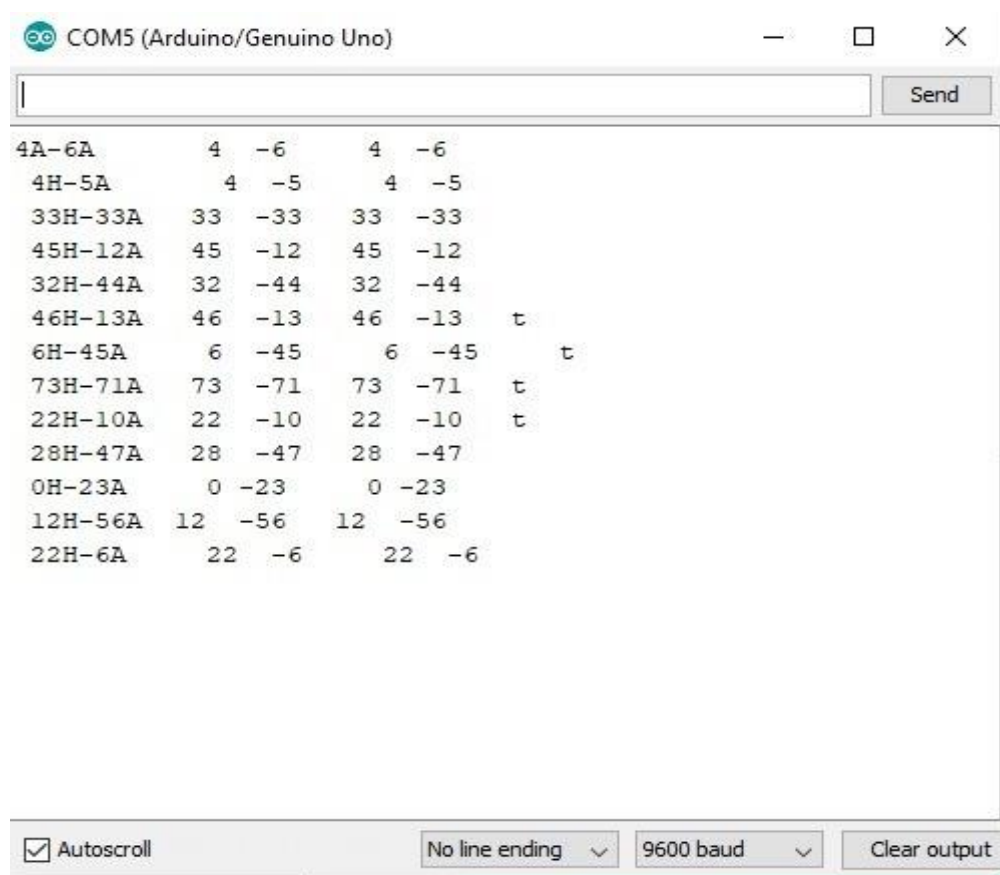 COM5 (Arduino/Genuino Uno)
Send
4A-6A 4 -6 4 -6
4H-5A 4 -5 4 -5
33H-33A 33 -33 33 -33
45H-12A 45 -12 45 -12
32H-44A 32 -44 32 -44
46H-13A 46 -13 46 -13 t
6H-45A 6 -45 6 -45 t
73H-71A 73 -71 73 -71 t
22H-10A 22 -10 22 -10 t
28H-47A 28 -47 28 -47
0H-23A 0 -23 0 -23
12H-56A 12 -56 12 -56
22H-6A 22 -6 22 -6
Autoscroll No line ending 9600 baud Clear output